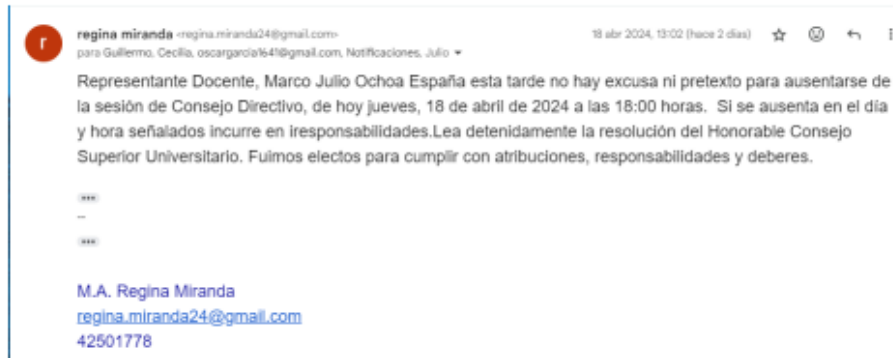 r
regina miranda <regina.miranda24@gmail.com> 18 abr 2024, 13:02 (hace 2 días)
para Guillermo, Cecilia, oscargarcia1641@gmail.com, Notificaciones, Julio
Representante Docente, Marco Julio Ochoa España esta tarde no hay excusa ni pretexto para ausentarse de
la sesión de Consejo Directivo, de hoy jueves, 18 de abril de 2024 a las 18:00 horas. Si se ausenta en el día
y hora señalados incurre en iresponsabilidades.Lea detenidamente la resolución del Honorable Consejo
Superior Universitario. Fuimos electos para cumplir con atribuciones, responsabilidades y deberes.
...
--
...
M.A. Regina Miranda
regina.miranda24@gmail.com
42501778